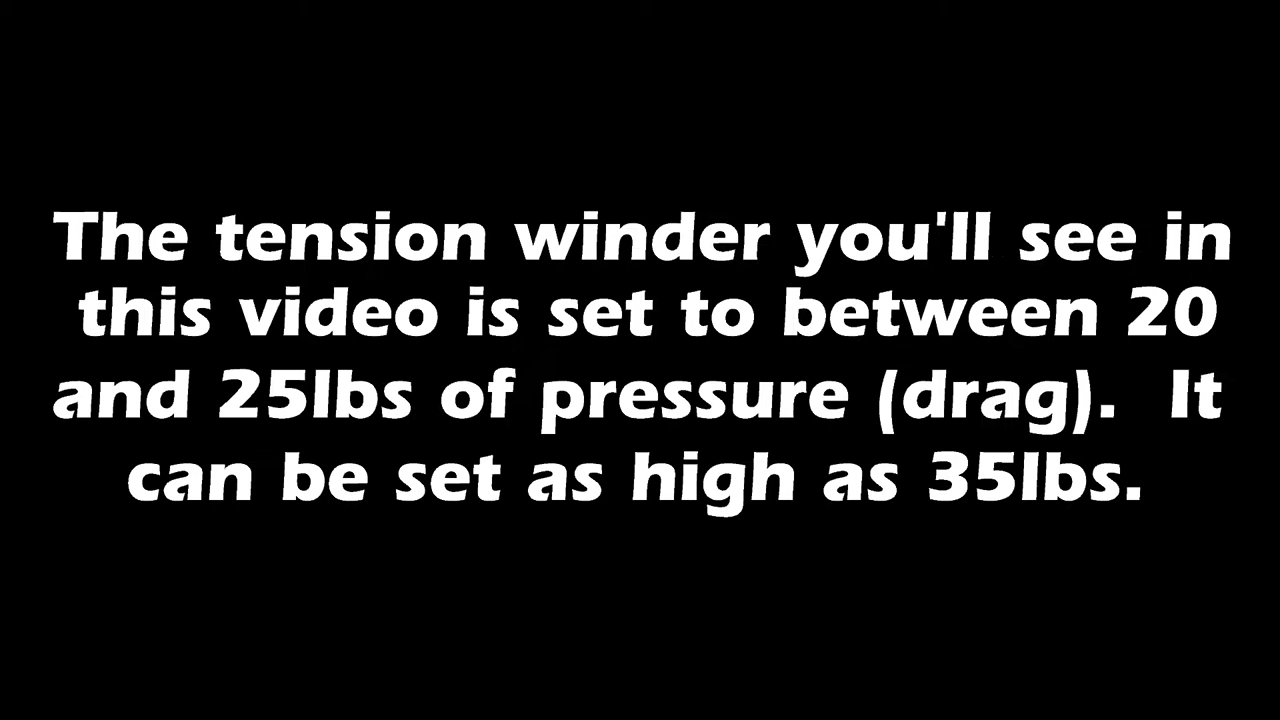 The tension winder you'll see in
this video is set to between 20
and 25lbs of pressure (drag).  It
can be set as high as 35lbs.